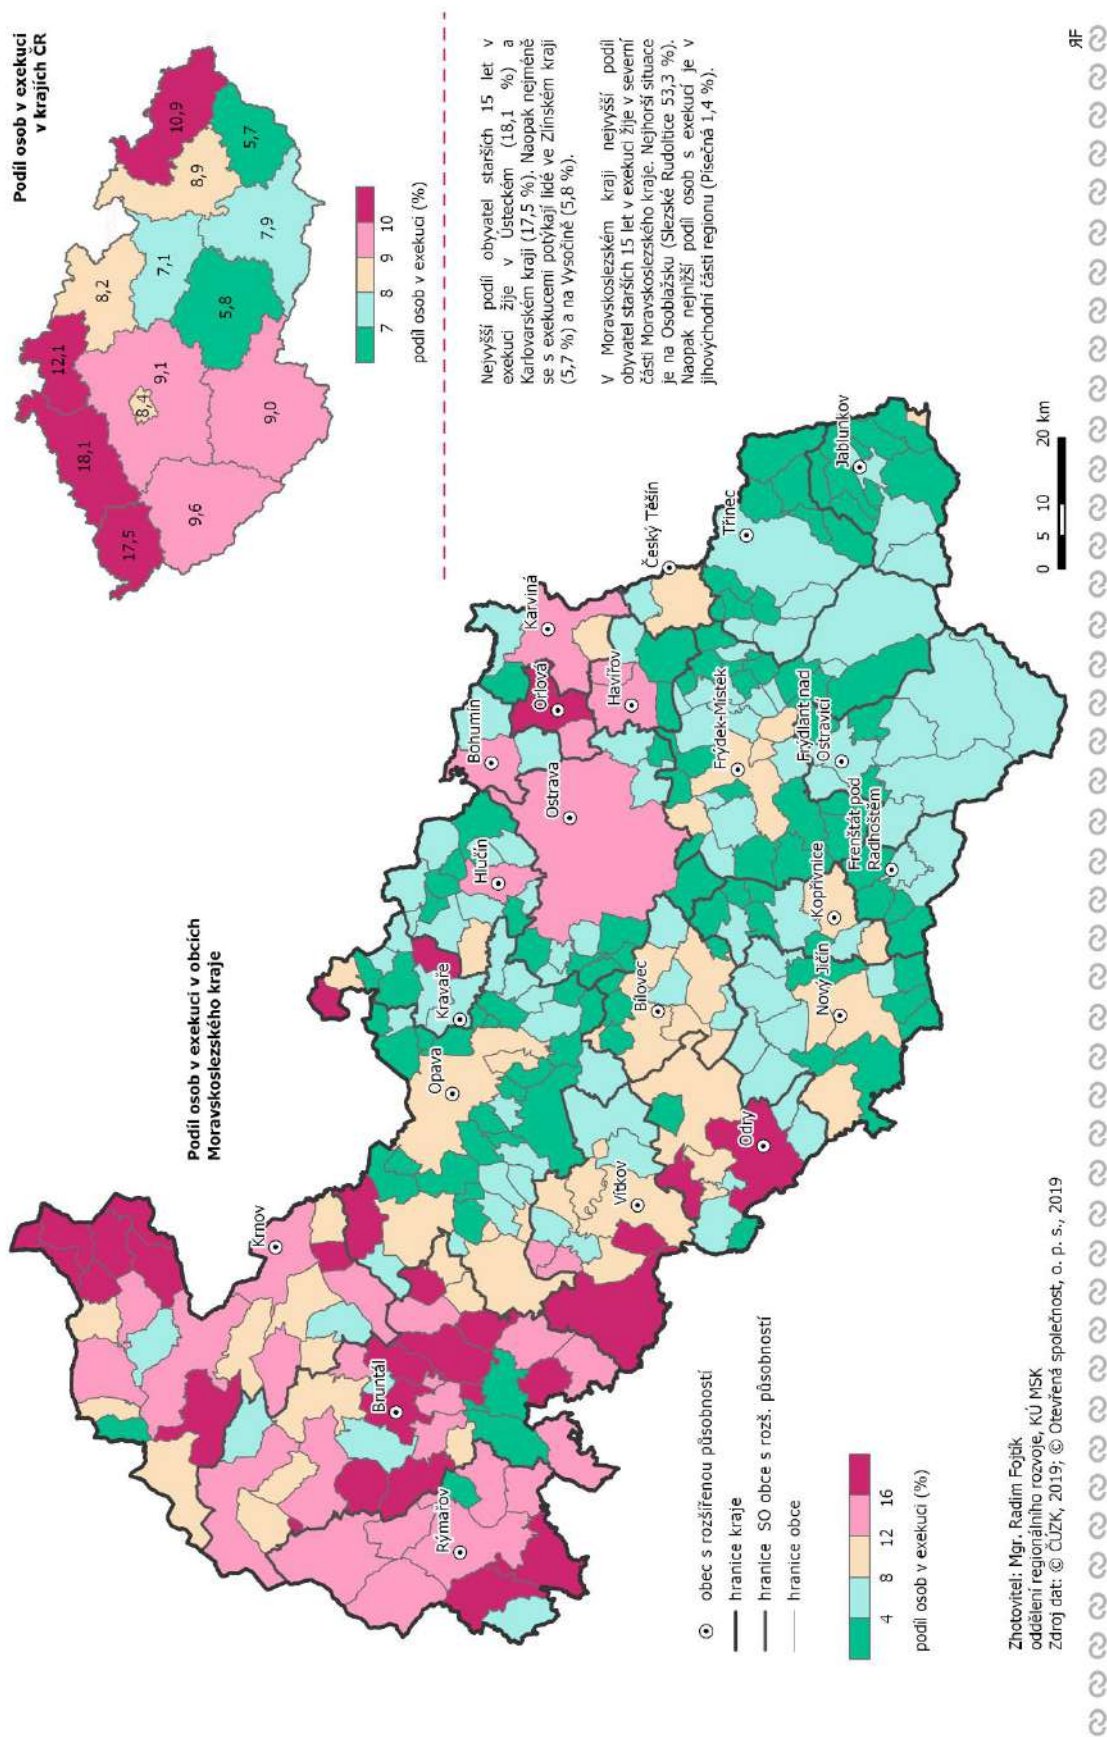 Podíl osob v exekuci v obcích
Moravskoslezského kraje
Podíl osob v exekuci
v krajích ČR
17,5
18,1
12,1
8,2
10,9
9,6
8,4
9,1
7,1
8,9
9,0
5,8
7,9
5,7
7 8 9 10
podíl osob v exekuci (%)
Nejvyšší podíl obyvatel starších 15 let v
exekuci žije v Ústeckém (18,1 %) a
Karlovarském kraji (17,5 %). Naopak nejméně
se s exekucemi potýkají lidé ve Zlínském kraji
(5,7 %) a na Vysočině (5,8 %).
V Moravskoslezském kraji nejvyšší podíl
obyvatel starších 15 let v exekuci žije v severní
části Moravskoslezského kraje. Nejhorší situace
je na Osoblažsku (Slezské Rudoltice 53,3 %).
Naopak nejnižší podíl osob s exekucí je v
jihovýchodní části regionu (Písečná 1,4 %).
Krnov
Bruntál
Rýmařov
Opava
Kravaře
Hlučín
Bohumín
Orlová
Karviná
Ostrava
Havířov
Český Těšín
Vítkov
Bílovec
Frýdek-Místek
Třinec
Odry
Nový Jičín
Kopřivnice
Frýdlant nad
Ostravicí
Frenštát pod
Radhoštěm
Jablunkov
obec s rozšířenou působností
hranice kraje
hranice SO obce s rozš. působností
hranice obce
4 8 12 16
podíl osob v exekuci (%)
0 5 10 20 km
Zhotovitel: Mgr. Radim Fojtík
oddělení regionálního rozvoje, KÚ MSK
Zdroj dat: © ČÚZK, 2019; © Otevřená společnost, o. p. s., 2019